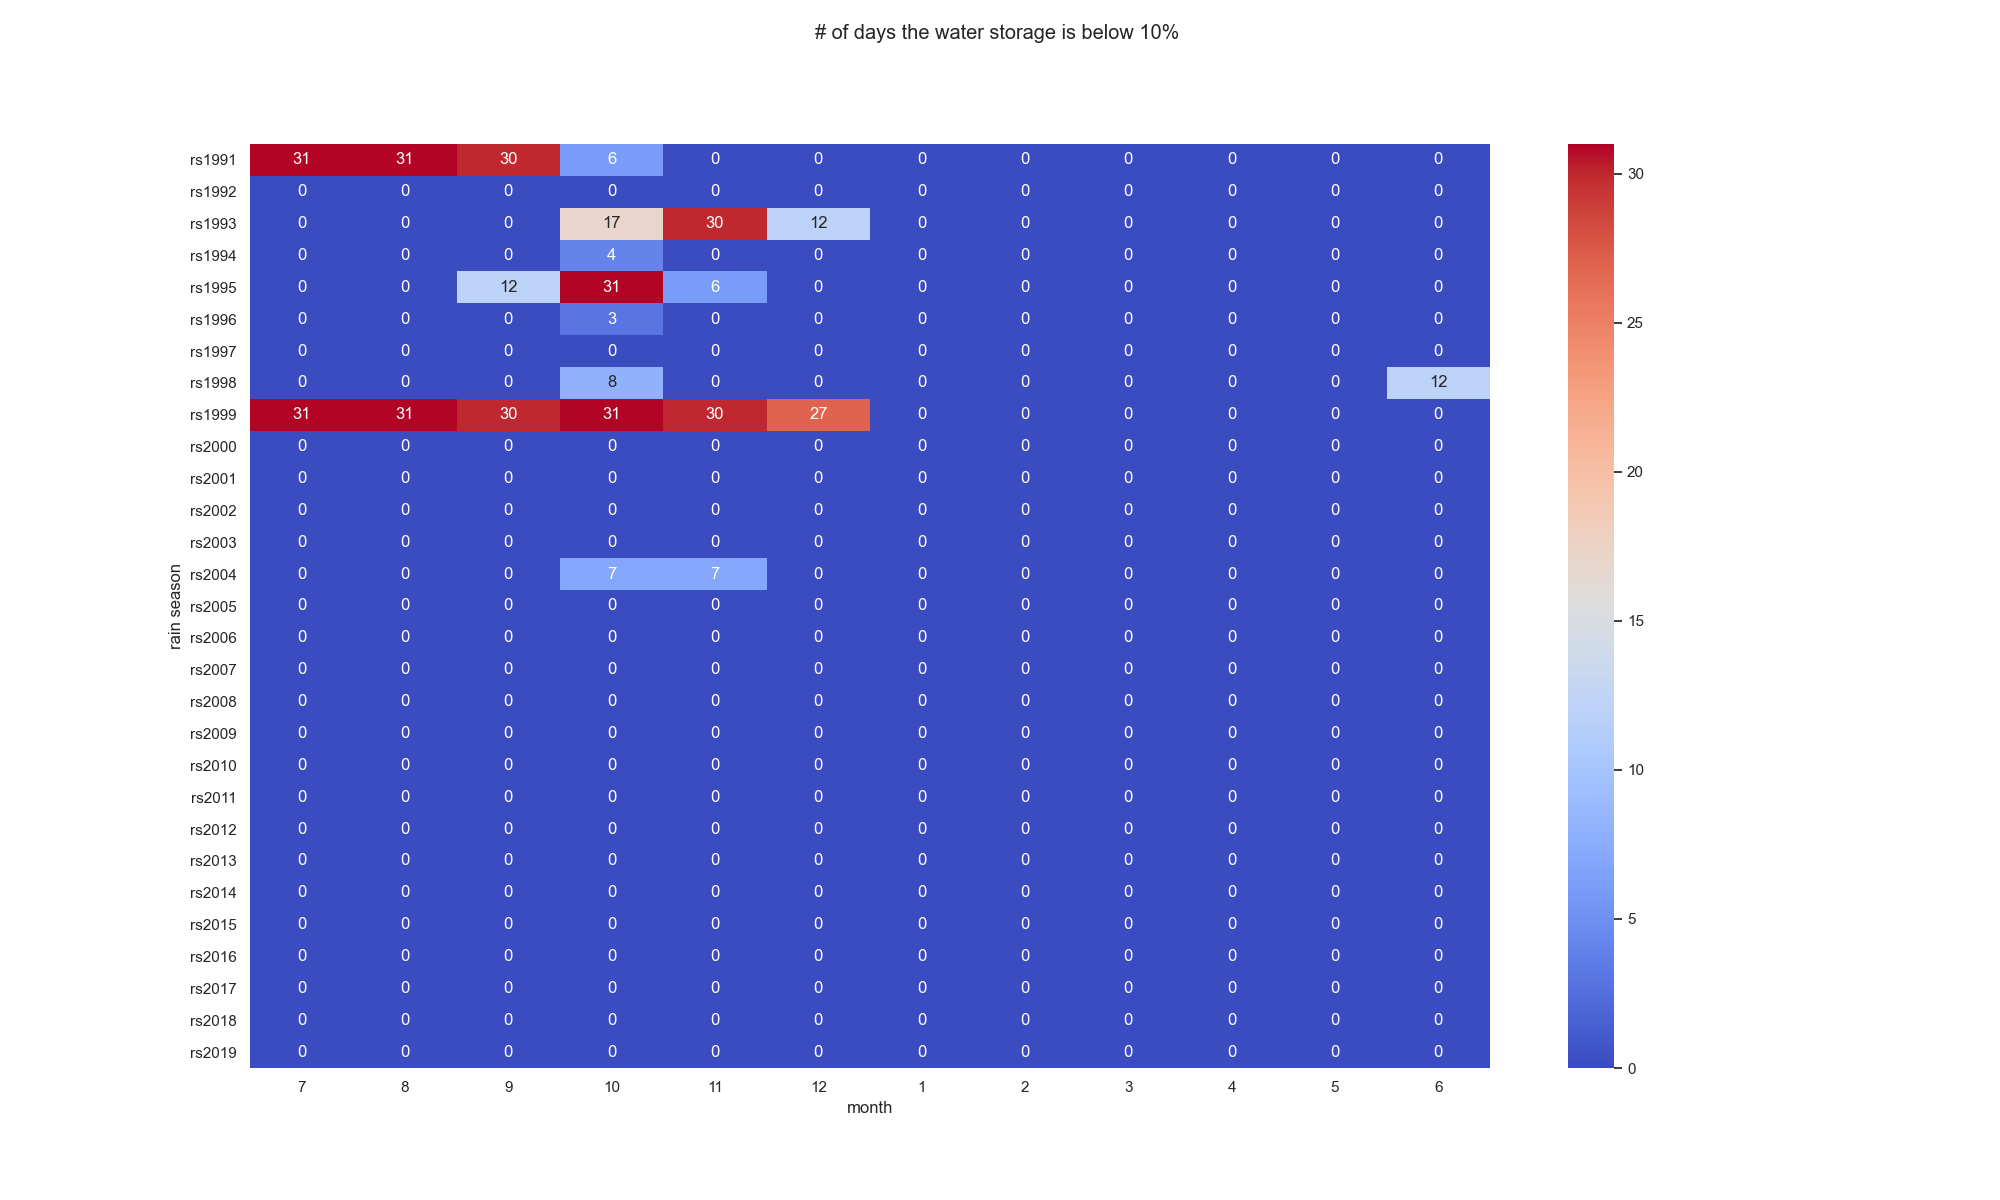 # of days the water storage is below 10%
rs1991 31 31 30 6 0 0 0 0 0 0 0 0
rs1992 0 0 0 0 0 0 0 0 0 0 0 0
rs1993 0 0 0 17 30 12 0 0 0 0 0 0
rs1994 0 0 0 4 0 0 0 0 0 0 0 0
rs1995 0 0 12 31 6 0 0 0 0 0 0 0
rs1996 0 0 0 3 0 0 0 0 0 0 0 0
rs1997 0 0 0 0 0 0 0 0 0 0 0 0
rs1998 0 0 0 8 0 0 0 0 0 0 0 12
rs1999 31 31 30 31 30 27 0 0 0 0 0 0
rs2000 0 0 0 0 0 0 0 0 0 0 0 0
rs2001 0 0 0 0 0 0 0 0 0 0 0 0
rs2002 0 0 0 0 0 0 0 0 0 0 0 0
rs2003 0 0 0 0 0 0 0 0 0 0 0 0
rs2004 0 0 0 7 7 0 0 0 0 0 0 0
rs2005 0 0 0 0 0 0 0 0 0 0 0 0
rs2006 0 0 0 0 0 0 0 0 0 0 0 0
rs2007 0 0 0 0 0 0 0 0 0 0 0 0
rs2008 0 0 0 0 0 0 0 0 0 0 0 0
rs2009 0 0 0 0 0 0 0 0 0 0 0 0
rs2010 0 0 0 0 0 0 0 0 0 0 0 0
rs2011 0 0 0 0 0 0 0 0 0 0 0 0
rs2012 0 0 0 0 0 0 0 0 0 0 0 0
rs2013 0 0 0 0 0 0 0 0 0 0 0 0
rs2014 0 0 0 0 0 0 0 0 0 0 0 0
rs2015 0 0 0 0 0 0 0 0 0 0 0 0
rs2016 0 0 0 0 0 0 0 0 0 0 0 0
rs2017 0 0 0 0 0 0 0 0 0 0 0 0
rs2018 0 0 0 0 0 0 0 0 0 0 0 0
rs2019 0 0 0 0 0 0 0 0 0 0 0 0
7 8 9 10 11 12 1 2 3 4 5 6
month
rain season
30
25
20
15
10
5
0